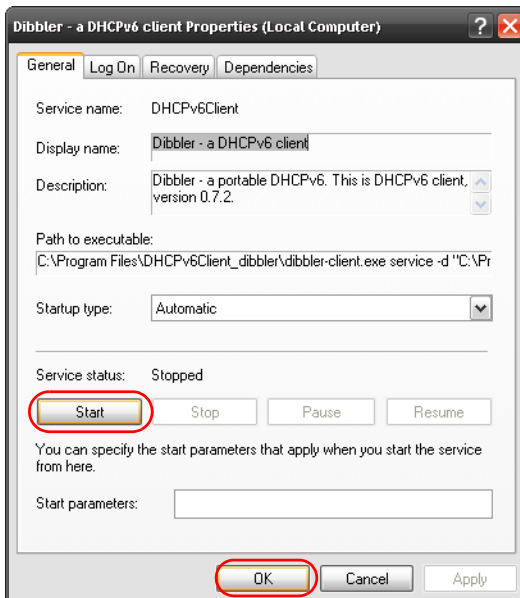 Dibbler - a DHCPv6 client Properties (Local Computer)
General Log On Recovery Dependencies
Service name: DHCPv6Client
Display name: Dibbler - a DHCPv6 client
Description: Dibbler - a portable DHCPv6. This is DHCPv6 client,
version 0.7.2.
Path to executable:
C:\Program Files\DHCPv6Client_dibbler\dibbler-client.exe service -d "C:\Pr
Startup type: Automatic
Service status: Stopped
Start Stop Pause Resume
You can specify the start parameters that apply when you start the service
from here.
Start parameters:
OK Cancel Apply